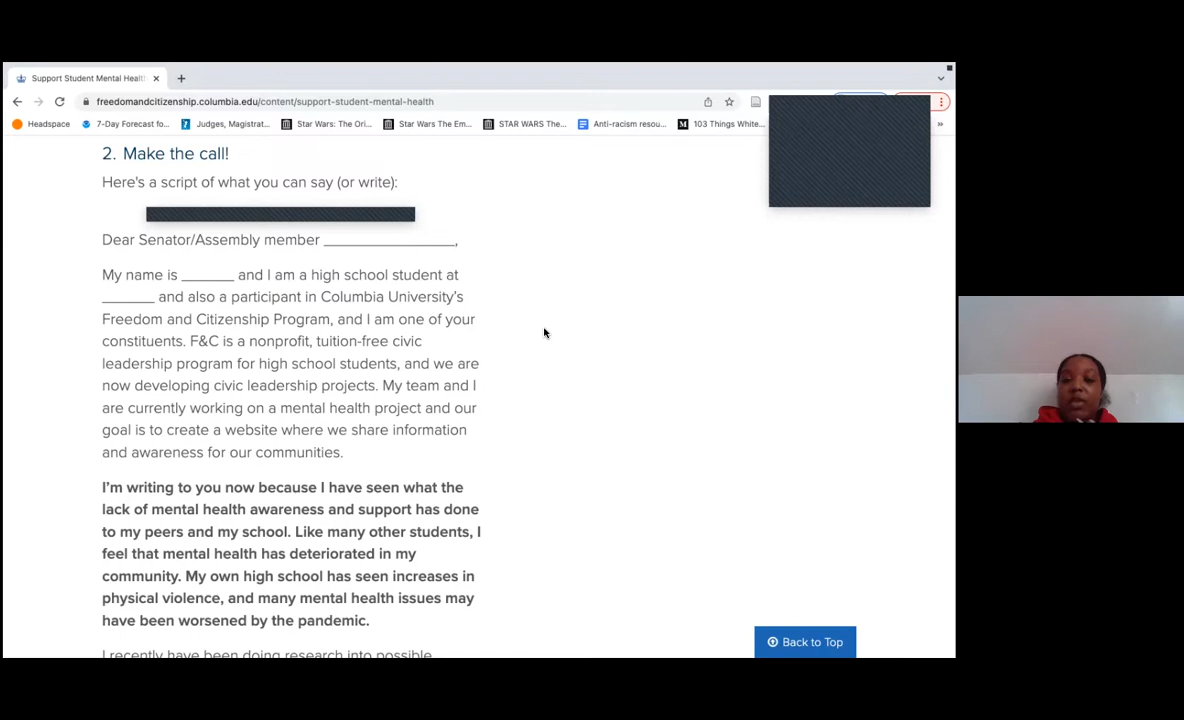 Support Student Mental Healt
freedomandcitizenship.columbia.edu/content/support-student-mental-health
Headspace 7-Day Forecast fo... Judges, Magistrat... Star Wars: The Ori... Star Wars The Em... STAR WARS The... Anti-racism resou... 103 Things White... »
2. Make the call!
Here's a script of what you can say (or write):
Dear Senator/Assembly member _________________,
My name is _______ and I am a high school student at
_______ and also a participant in Columbia University's
Freedom and Citizenship Program, and I am one of your
constituents. F&C is a nonprofit, tuition-free civic
leadership program for high school students, and we are
now developing civic leadership projects. My team and I
are currently working on a mental health project and our
goal is to create a website where we share information
and awareness for our communities.
I'm writing to you now because I have seen what the
lack of mental health awareness and support has done
to my peers and my school. Like many other students, I
feel that mental health has deteriorated in my
community. My own high school has seen increases in
physical violence, and many mental health issues may
have been worsened by the pandemic.
I recently have been doing research into possible
Back to Top